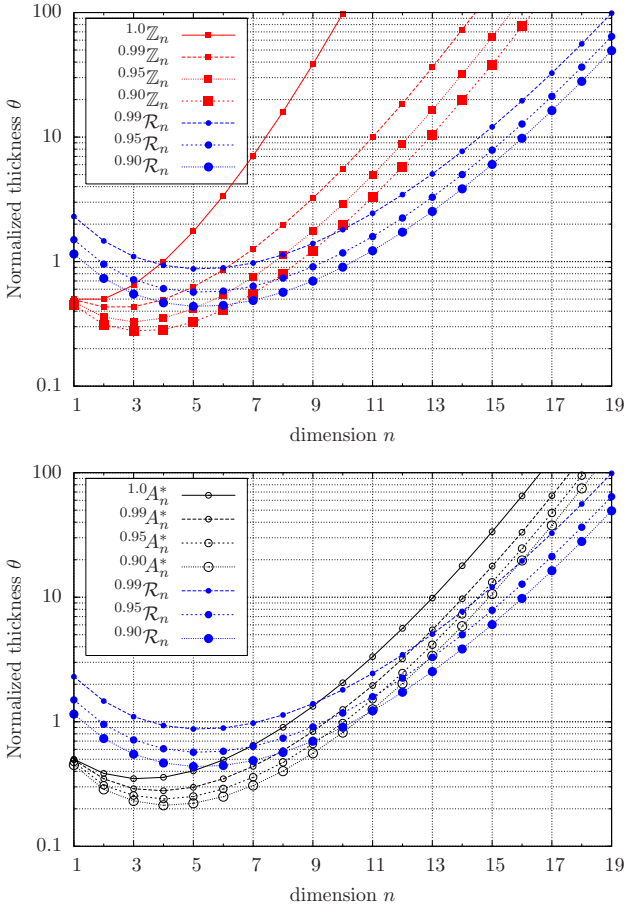 Normalized thickness θ
100
10
1
0.1
1.0ℤn
0.99ℤn
0.95ℤn
0.90ℤn
0.99ℛn
0.95ℛn
0.90ℛn
1 3 5 7 9 11 13 15 17 19
dimension n
Normalized thickness θ
100
10
1
0.1
1.0A*n
0.99A*n
0.95A*n
0.90A*n
0.99ℛn
0.95ℛn
0.90ℛn
1 3 5 7 9 11 13 15 17 19
dimension n